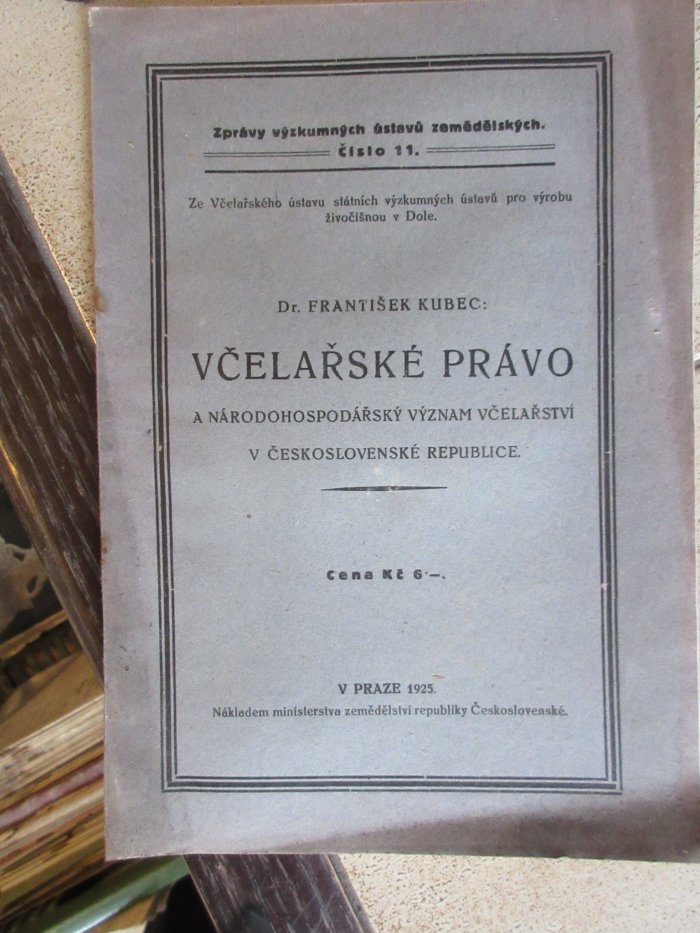 Zprávy výzkumných ústavů zemědělských.
Číslo 11.
Ze Včelařského ústavu státních výzkumných ústavů pro výrobu
živočišnou v Dole.
Dr. FRANTIŠEK KUBEC:
VČELAŘSKÉ PRÁVO
A NÁRODOHOSPODÁŘSKÝ VÝZNAM VČELAŘSTVÍ
V ČESKOSLOVENSKÉ REPUBLICE.
Cena Kč 6·–.
V PRAZE 1925.
Nákladem ministerstva zemědělství republiky Československé.